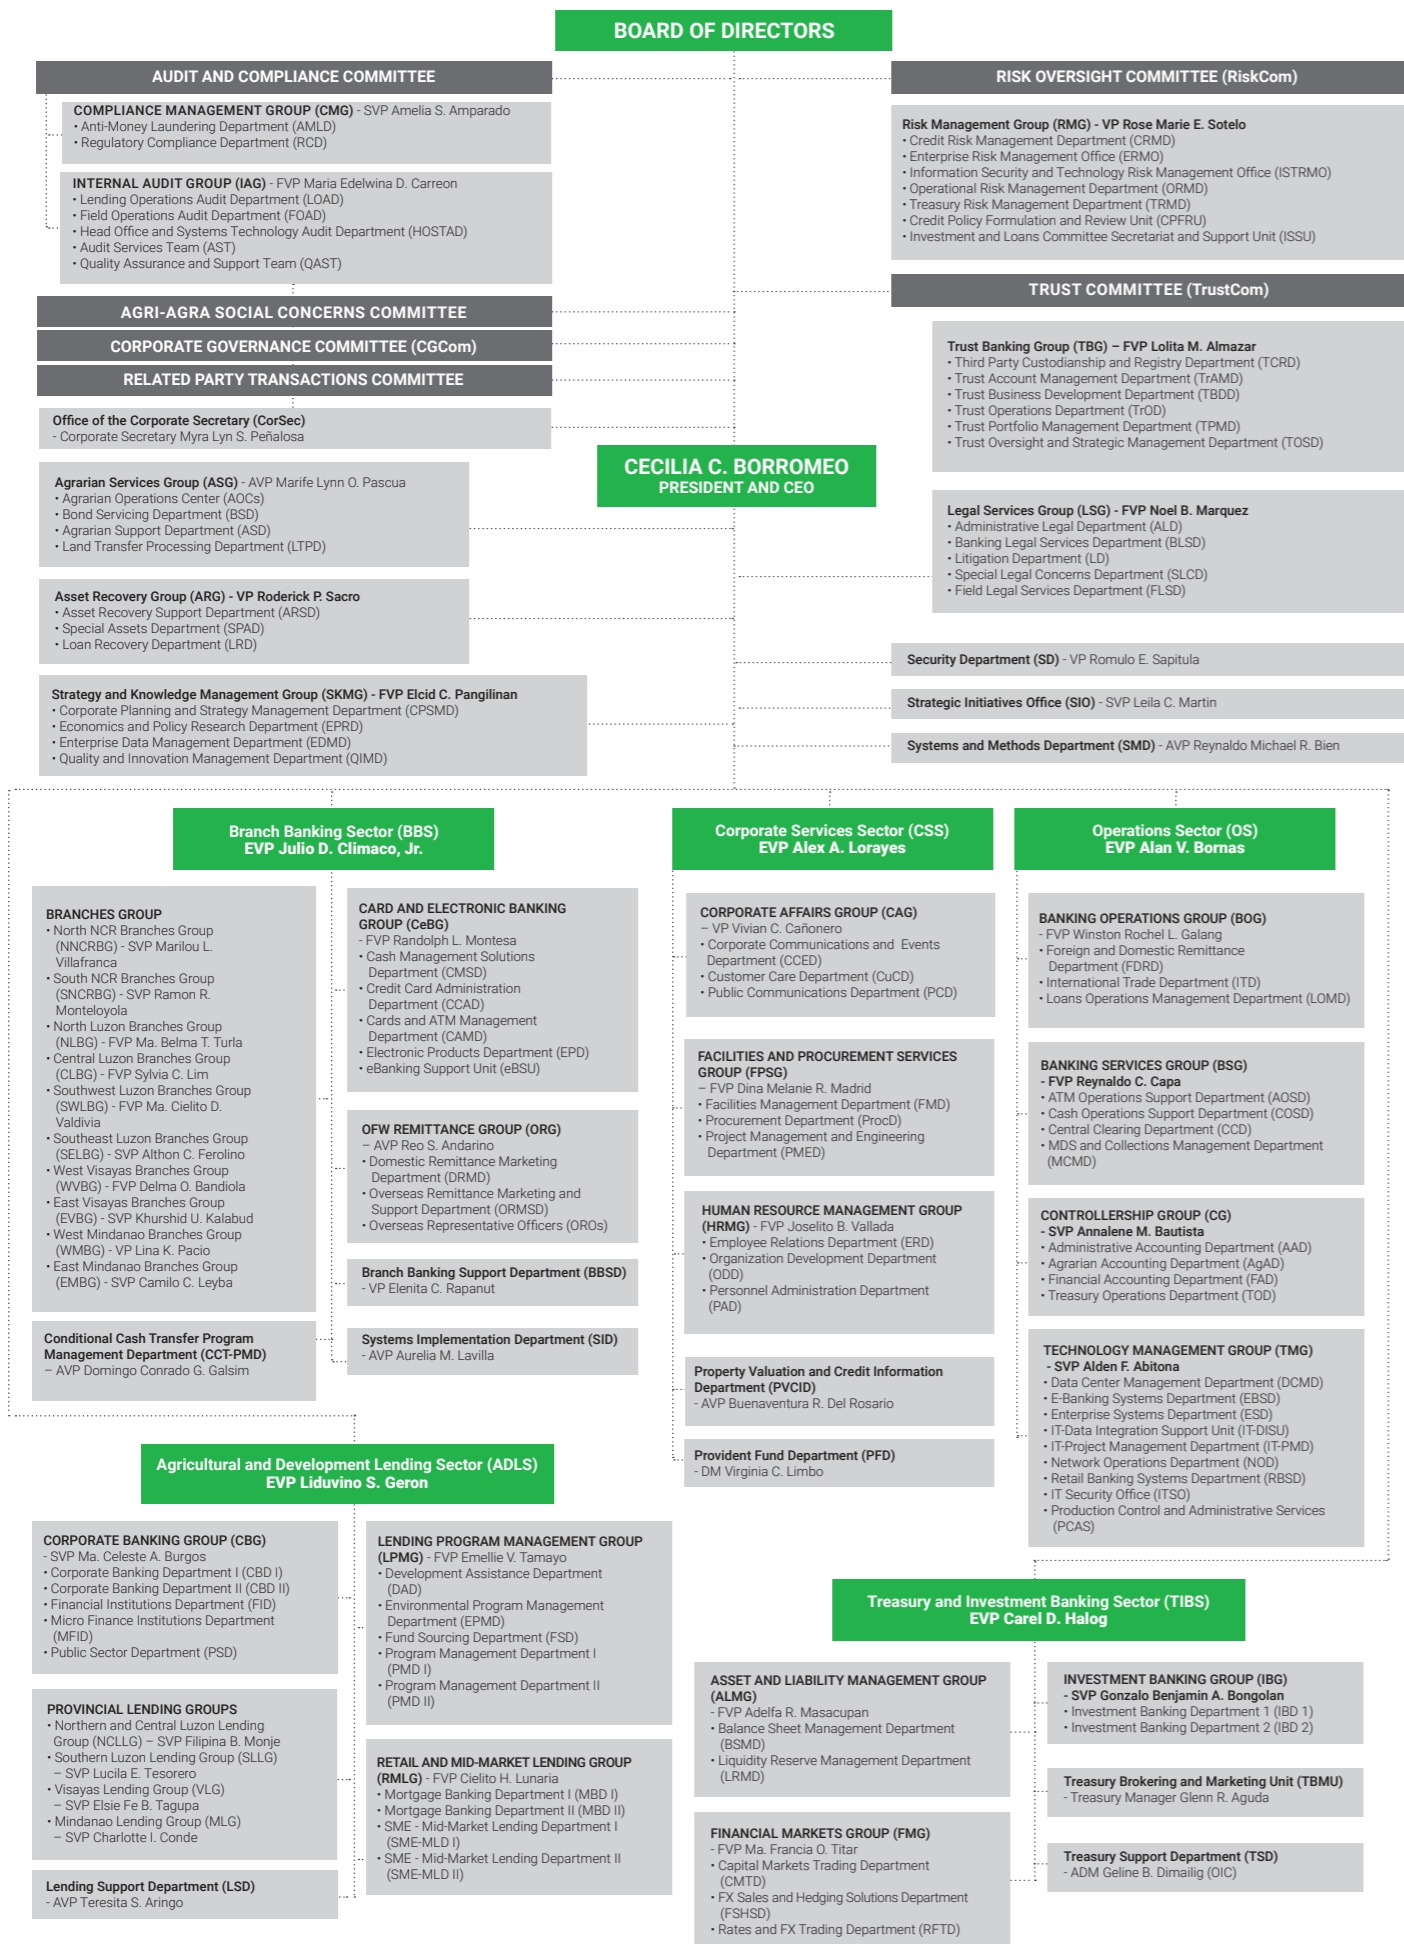 BOARD OF DIRECTORS
AUDIT AND COMPLIANCE COMMITTEE
COMPLIANCE MANAGEMENT GROUP (CMG) - SVP Amelia S. Amparado
• Anti-Money Laundering Department (AMLD)
• Regulatory Compliance Department (RCD)
INTERNAL AUDIT GROUP (IAG) - FVP Maria Edelwina D. Carreon
• Lending Operations Audit Department (LOAD)
• Field Operations Audit Department (FOAD)
• Head Office and Systems Technology Audit Department (HOSTAD)
• Audit Services Team (AST)
• Quality Assurance and Support Team (QAST)
AGRI-AGRA SOCIAL CONCERNS COMMITTEE
CORPORATE GOVERNANCE COMMITTEE (CGCom)
RELATED PARTY TRANSACTIONS COMMITTEE
Office of the Corporate Secretary (CorSec)
- Corporate Secretary Myra Lyn S. Peñalosa
RISK OVERSIGHT COMMITTEE (RiskCom)
Risk Management Group (RMG) - VP Rose Marie E. Sotelo
• Credit Risk Management Department (CRMD)
• Enterprise Risk Management Office (ERMO)
• Information Security and Technology Risk Management Office (ISTRMO)
• Operational Risk Management Department (ORMD)
• Treasury Risk Management Department (TRMD)
• Credit Policy Formulation and Review Unit (CPFRU)
• Investment and Loans Committee Secretariat and Support Unit (ISSU)
TRUST COMMITTEE (TrustCom)
Trust Banking Group (TBG) – FVP Lolita M. Almazar
• Third Party Custodianship and Registry Department (TCRD)
• Trust Account Management Department (TrAMD)
• Trust Business Development Department (TBDD)
• Trust Operations Department (TrOD)
• Trust Portfolio Management Department (TPMD)
• Trust Oversight and Strategic Management Department (TOSD)
CECILIA C. BORROMEO
PRESIDENT AND CEO
Agrarian Services Group (ASG) - AVP Marife Lynn O. Pascua
• Agrarian Operations Center (AOCs)
• Bond Servicing Department (BSD)
• Agrarian Support Department (ASD)
• Land Transfer Processing Department (LTPD)
Asset Recovery Group (ARG) - VP Roderick P. Sacro
• Asset Recovery Support Department (ARSD)
• Special Assets Department (SPAD)
• Loan Recovery Department (LRD)
Strategy and Knowledge Management Group (SKMG) - FVP Elcid C. Pangilinan
• Corporate Planning and Strategy Management Department (CPSMD)
• Economics and Policy Research Department (EPRD)
• Enterprise Data Management Department (EDMD)
• Quality and Innovation Management Department (QIMD)
Legal Services Group (LSG) - FVP Noel B. Marquez
• Administrative Legal Department (ALD)
• Banking Legal Services Department (BLSD)
• Litigation Department (LD)
• Special Legal Concerns Department (SLCD)
• Field Legal Services Department (FLSD)
Security Department (SD) - VP Romulo E. Sapitula
Strategic Initiatives Office (SIO) - SVP Leila C. Martin
Systems and Methods Department (SMD) - AVP Reynaldo Michael R. Bien
Branch Banking Sector (BBS)
EVP Julio D. Climaco, Jr.
BRANCHES GROUP
• North NCR Branches Group
(NNCRBG) - SVP Marilou L.
Villafranca
• South NCR Branches Group
(SNCRBG) - SVP Ramon R.
Monteloyola
• North Luzon Branches Group
(NLBG) - FVP Ma. Belma T. Turla
• Central Luzon Branches Group
(CLBG) - FVP Sylvia C. Lim
• Southwest Luzon Branches Group
(SWLBG) - FVP Ma. Cielito D.
Valdivia
• Southeast Luzon Branches Group
(SELBG) - SVP Althon C. Ferolino
• West Visayas Branches Group
(WVBG) - FVP Delma O. Bandiola
• East Visayas Branches Group
(EVBG) - SVP Khurshid U. Kalabud
• West Mindanao Branches Group
(WMBG) - VP Lina K. Pacio
• East Mindanao Branches Group
(EMBG) - SVP Camilo C. Leyba
Conditional Cash Transfer Program
Management Department (CCT-PMD)
– AVP Domingo Conrado G. Galsim
CARD AND ELECTRONIC BANKING
GROUP (CeBG)
- FVP Randolph L. Montesa
• Cash Management Solutions
Department (CMSD)
• Credit Card Administration
Department (CCAD)
• Cards and ATM Management
Department (CAMD)
• Electronic Products Department (EPD)
• eBanking Support Unit (eBSU)
OFW REMITTANCE GROUP (ORG)
– AVP Reo S. Andarino
• Domestic Remittance Marketing
Department (DRMD)
• Overseas Remittance Marketing and
Support Department (ORMSD)
• Overseas Representative Officers (OROs)
Branch Banking Support Department (BBSD)
- VP Elenita C. Rapanut
Systems Implementation Department (SID)
- AVP Aurelia M. Lavilla
Corporate Services Sector (CSS)
EVP Alex A. Lorayes
CORPORATE AFFAIRS GROUP (CAG)
– VP Vivian C. Cañonero
• Corporate Communications and Events
Department (CCED)
• Customer Care Department (CuCD)
• Public Communications Department (PCD)
FACILITIES AND PROCUREMENT SERVICES
GROUP (FPSG)
– FVP Dina Melanie R. Madrid
• Facilities Management Department (FMD)
• Procurement Department (ProcD)
• Project Management and Engineering
Department (PMED)
HUMAN RESOURCE MANAGEMENT GROUP
(HRMG) - FVP Joselito B. Vallada
• Employee Relations Department (ERD)
• Organization Development Department
(ODD)
• Personnel Administration Department
(PAD)
Property Valuation and Credit Information
Department (PVCID)
- AVP Buenaventura R. Del Rosario
Provident Fund Department (PFD)
- DM Virginia C. Limbo
Operations Sector (OS)
EVP Alan V. Bornas
BANKING OPERATIONS GROUP (BOG)
- FVP Winston Rochel L. Galang
• Foreign and Domestic Remittance
Department (FDRD)
• International Trade Department (ITD)
• Loans Operations Management Department (LOMD)
BANKING SERVICES GROUP (BSG)
- FVP Reynaldo C. Capa
• ATM Operations Support Department (AOSD)
• Cash Operations Support Department (COSD)
• Central Clearing Department (CCD)
• MDS and Collections Management Department
(MCMD)
CONTROLLERSHIP GROUP (CG)
- SVP Annalene M. Bautista
• Administrative Accounting Department (AAD)
• Agrarian Accounting Department (AgAD)
• Financial Accounting Department (FAD)
• Treasury Operations Department (TOD)
TECHNOLOGY MANAGEMENT GROUP (TMG)
- SVP Alden F. Abitona
• Data Center Management Department (DCMD)
• E-Banking Systems Department (EBSD)
• Enterprise Systems Department (ESD)
• IT-Data Integration Support Unit (IT-DISU)
• IT-Project Management Department (IT-PMD)
• Network Operations Department (NOD)
• Retail Banking Systems Department (RBSD)
• IT Security Office (ITSO)
• Production Control and Administrative Services
(PCAS)
Agricultural and Development Lending Sector (ADLS)
EVP Liduvino S. Geron
CORPORATE BANKING GROUP (CBG)
- SVP Ma. Celeste A. Burgos
• Corporate Banking Department I (CBD I)
• Corporate Banking Department II (CBD II)
• Financial Institutions Department (FID)
• Micro Finance Institutions Department
(MFID)
• Public Sector Department (PSD)
PROVINCIAL LENDING GROUPS
• Northern and Central Luzon Lending
Group (NCLLG) – SVP Filipina B. Monje
• Southern Luzon Lending Group (SLLG)
– SVP Lucila E. Tesorero
• Visayas Lending Group (VLG)
– SVP Elsie Fe B. Tagupa
• Mindanao Lending Group (MLG)
– SVP Charlotte I. Conde
Lending Support Department (LSD)
- AVP Teresita S. Aringo
LENDING PROGRAM MANAGEMENT GROUP
(LPMG) - FVP Emellie V. Tamayo
• Development Assistance Department
(DAD)
• Environmental Program Management
Department (EPMD)
• Fund Sourcing Department (FSD)
• Program Management Department I
(PMD I)
• Program Management Department II
(PMD II)
RETAIL AND MID-MARKET LENDING GROUP
(RMLG) - FVP Cielito H. Lunaria
• Mortgage Banking Department I (MBD I)
• Mortgage Banking Department II (MBD II)
• SME - Mid-Market Lending Department I
(SME-MLD I)
• SME - Mid-Market Lending Department II
(SME-MLD II)
Treasury and Investment Banking Sector (TIBS)
EVP Carel D. Halog
ASSET AND LIABILITY MANAGEMENT GROUP
(ALMG)
- FVP Adelfa R. Masacupan
• Balance Sheet Management Department
(BSMD)
• Liquidity Reserve Management Department
(LRMD)
FINANCIAL MARKETS GROUP (FMG)
- FVP Ma. Francia O. Titar
• Capital Markets Trading Department
(CMTD)
• FX Sales and Hedging Solutions Department
(FSHSD)
• Rates and FX Trading Department (RFTD)
INVESTMENT BANKING GROUP (IBG)
- SVP Gonzalo Benjamin A. Bongolan
• Investment Banking Department 1 (IBD 1)
• Investment Banking Department 2 (IBD 2)
Treasury Brokering and Marketing Unit (TBMU)
- Treasury Manager Glenn R. Aguda
Treasury Support Department (TSD)
- ADM Geline B. Dimailig (OIC)